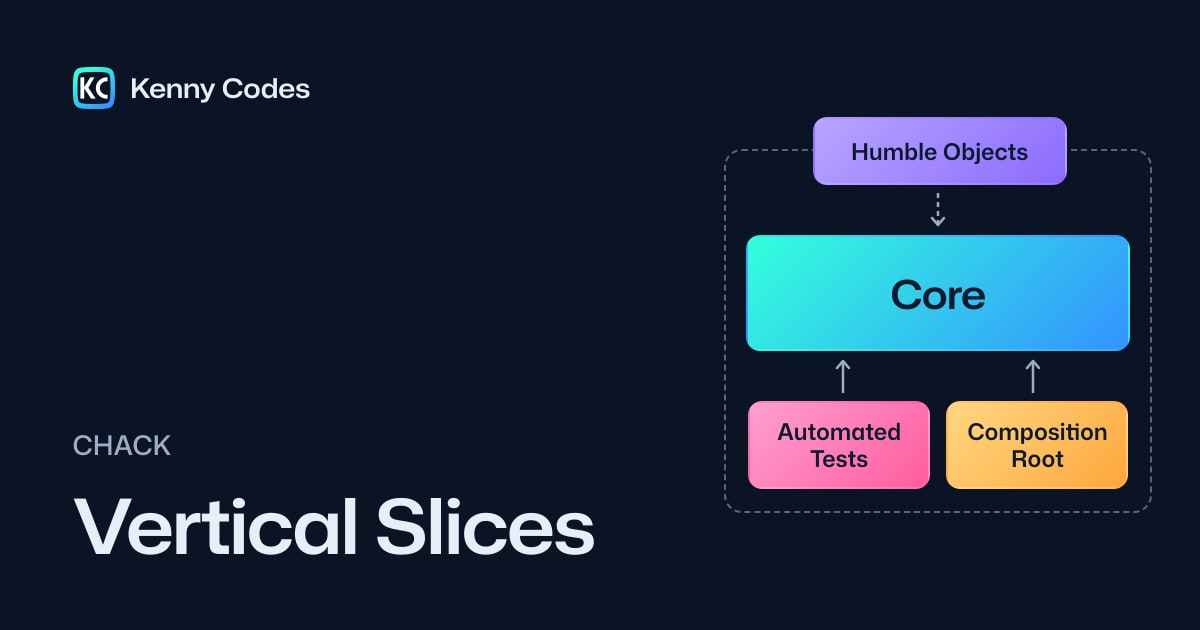 KC
Kenny Codes
CHACK
Vertical Slices
Humble Objects
Core
Automated
Tests
Composition
Root